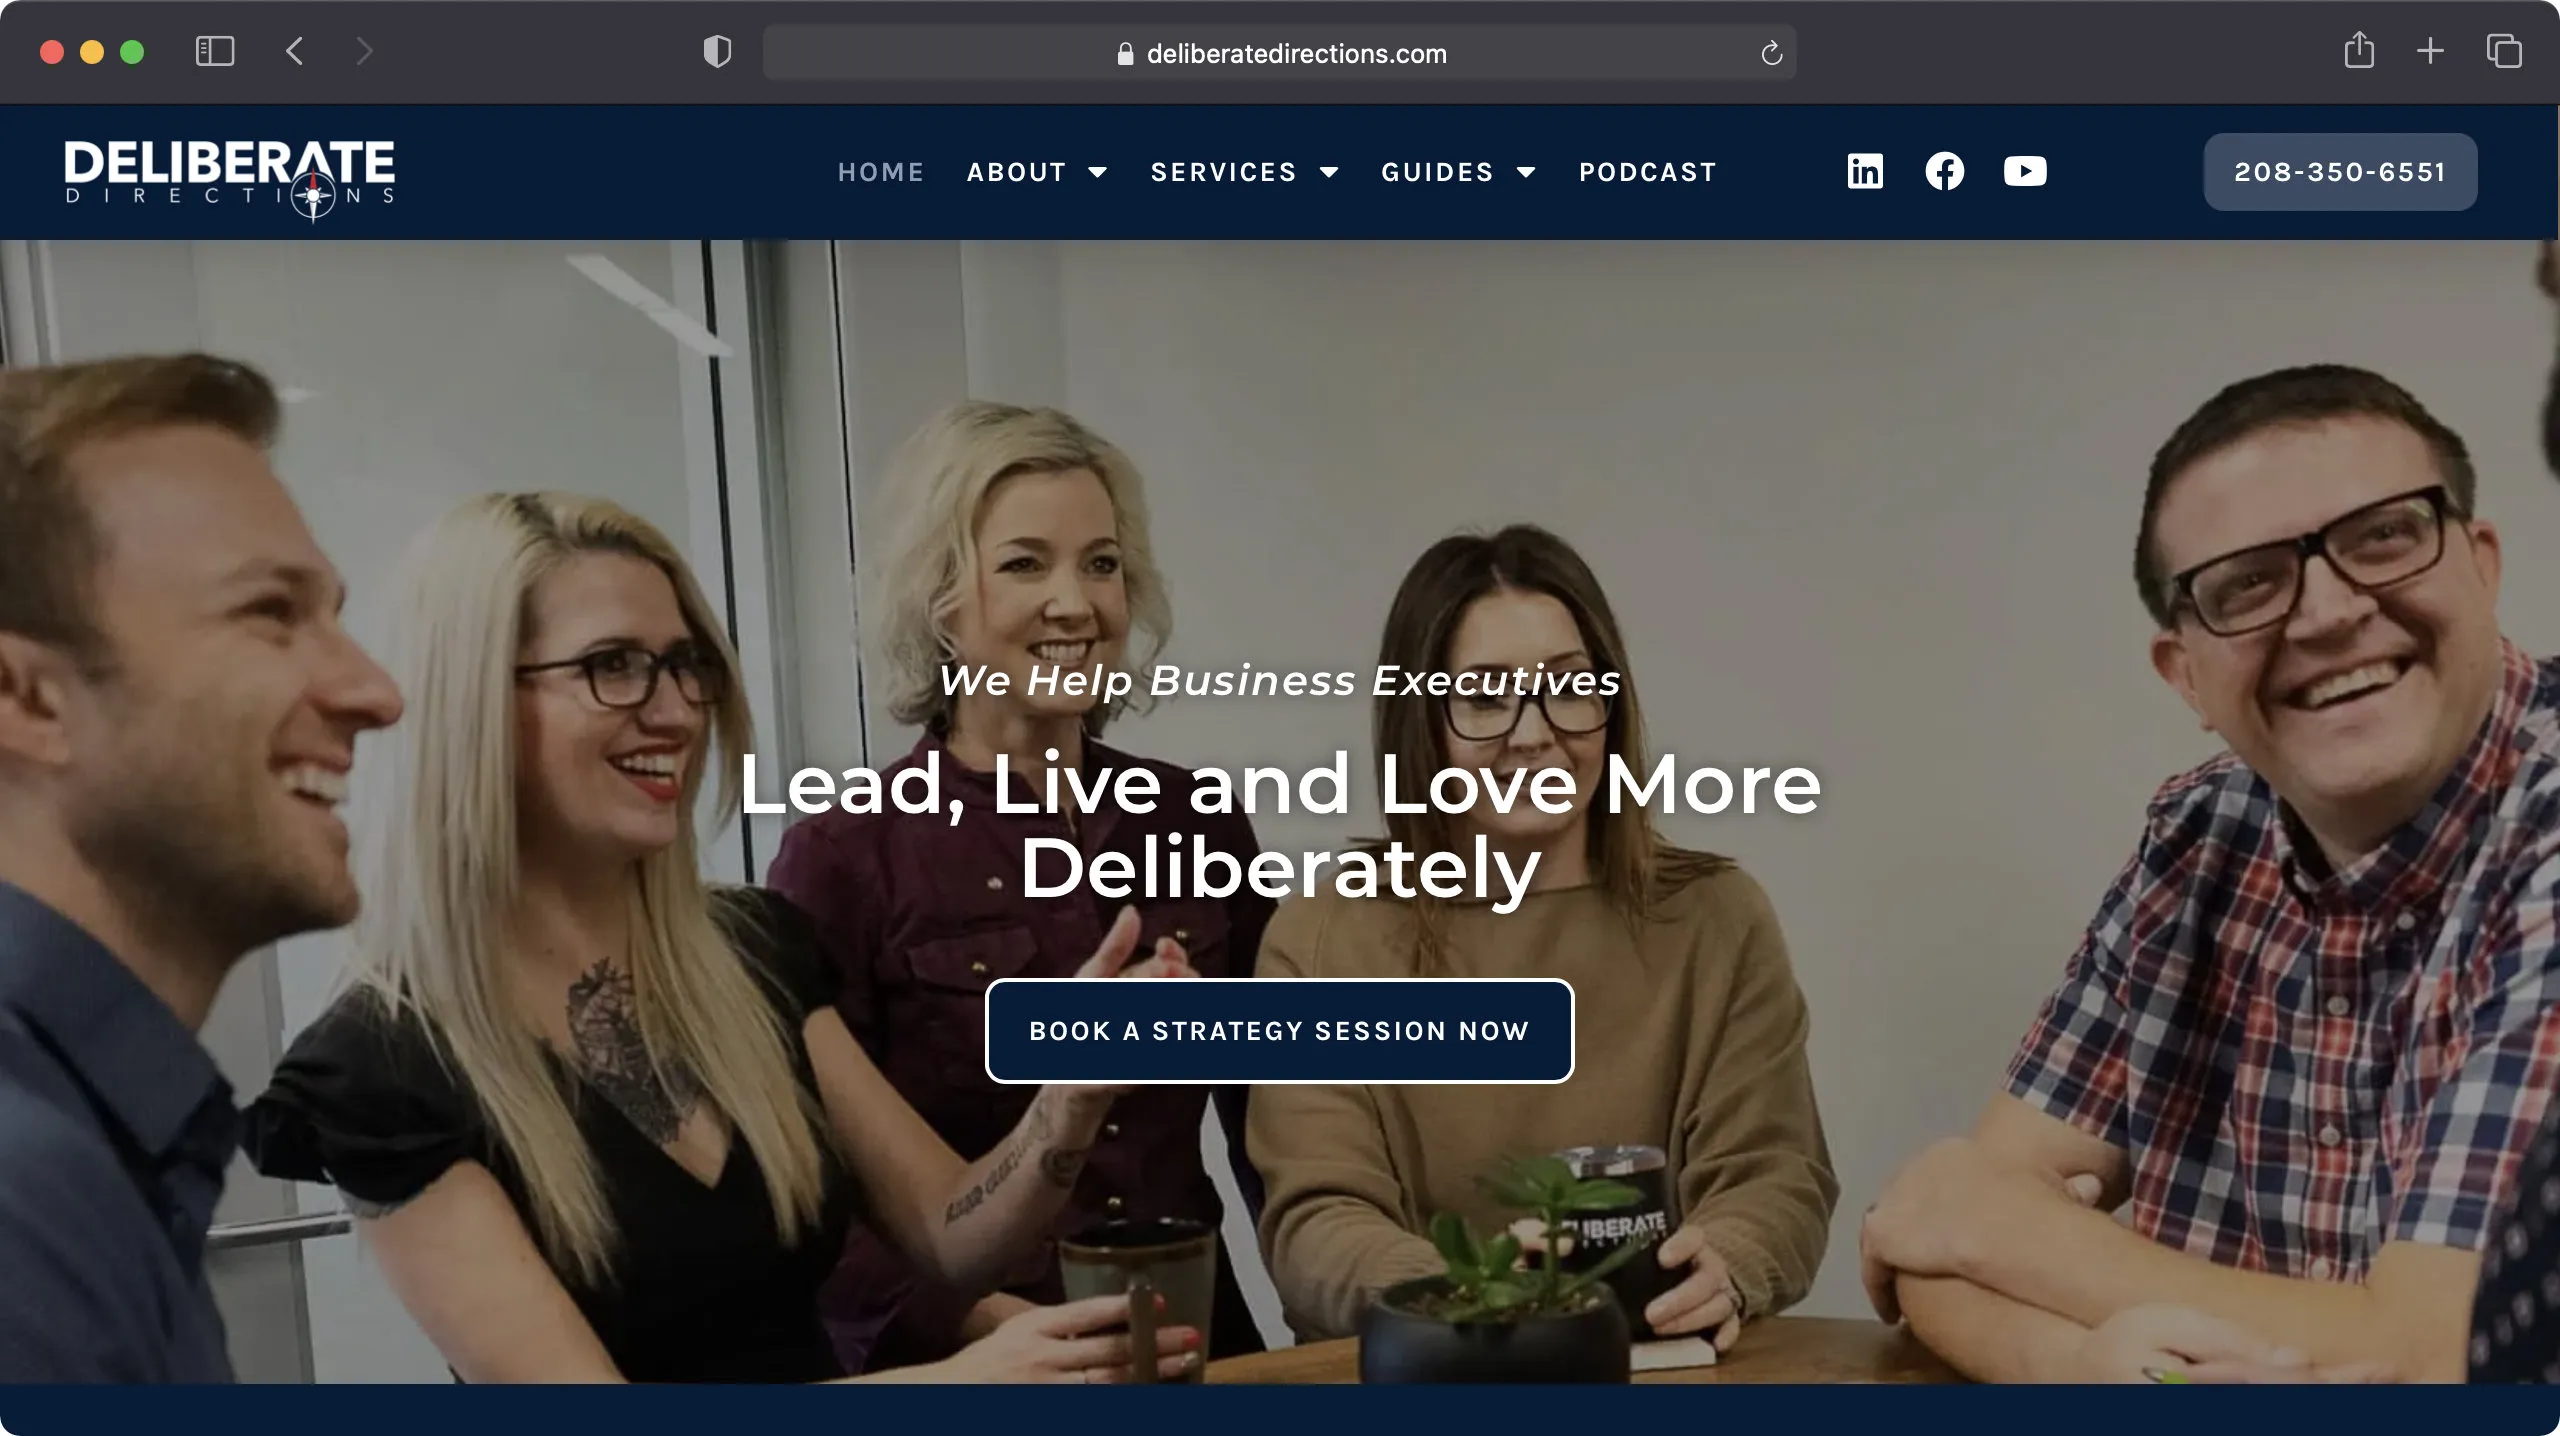 deliberatedirections.com
DELIBERATE
DIRECTIONS
HOME ABOUT SERVICES GUIDES PODCAST
208-350-6551
We Help Business Executives
Lead, Live and Love More
Deliberately
BOOK A STRATEGY SESSION NOW
LIBERATE